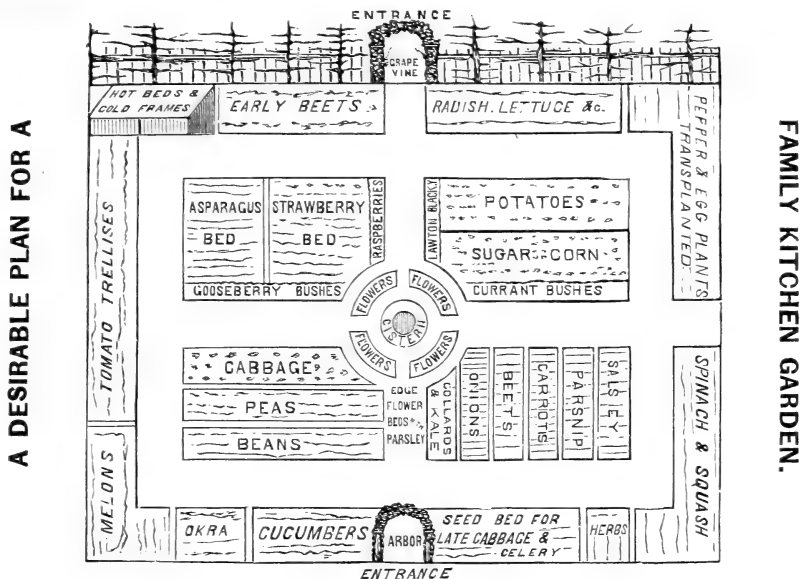 A DESIRABLE PLAN FOR A
FAMILY KITCHEN GARDEN.
ENTRANCE
GRAPE
VINE
HOT BEDS &
COLD FRAMES
EARLY BEETS
RADISH. LETTUCE &c.
PEPPER & EGG PLANTS
TRANSPLANTED
TOMATO TRELLISES
ASPARAGUS
BED
STRAWBERRY
BED
RASPBERRIES
LAWTON BLACKY
POTATOES
SUGAR CORN
GOOSEBERRY BUSHES
CURRANT BUSHES
FLOWERS
FLOWERS
CISTERN
FLOWERS
FLOWERS
CABBAGE
PEAS
BEANS
EDGE
FLOWER
BEDS
PARSLEY
COLLARDS
& KALE
ONIONS
BEETS
CARROTS
PARSNIP
SALSLEY
SPINACH & SQUASH
MELONS
OKRA
CUCUMBERS
ARBOR
SEED BED FOR
LATE CABBAGE &
CELERY
HERBS
ENTRANCE